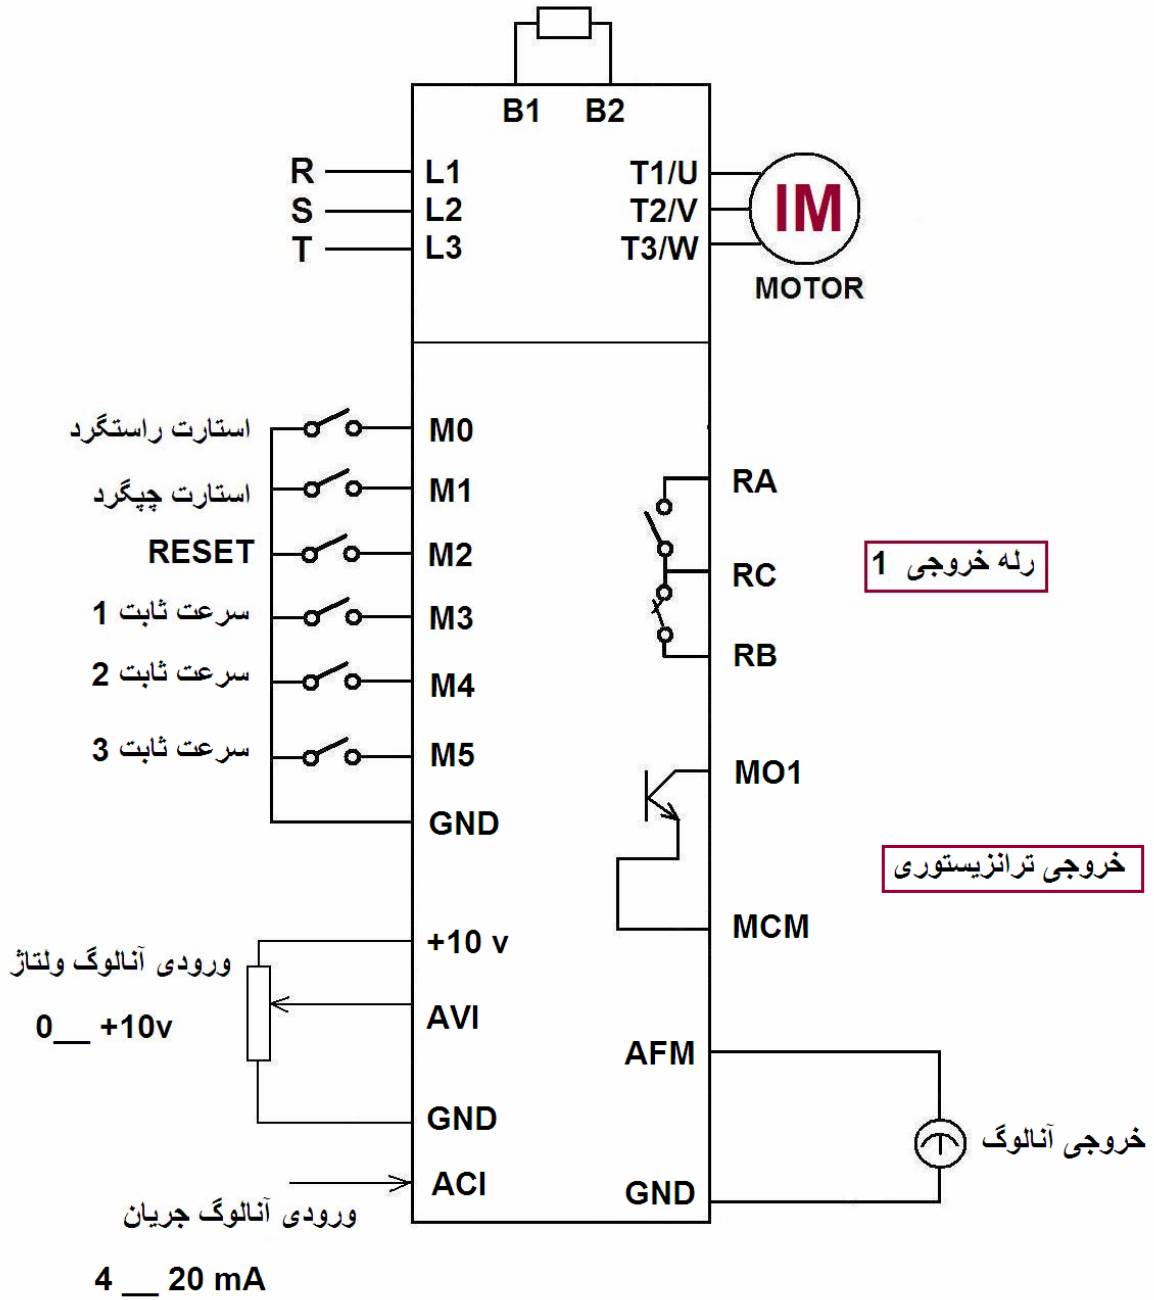 B1 B2
R L1 T1/U
S L2 T2/V
T L3 T3/W
IM
MOTOR
استارت راستگرد M0
استارت چپگرد M1
RESET M2
سرعت ثابت 1 M3
سرعت ثابت 2 M4
سرعت ثابت 3 M5
GND
RA
RC
RB
رله خروجی 1
MO1
MCM
خروجی ترانزیستوری
+10 v
ورودی آنالوگ ولتاژ
0__ +10v
AVI
GND
ACI
ورودی آنالوگ جریان
4 __ 20 mA
AFM
خروجی آنالوگ
GND